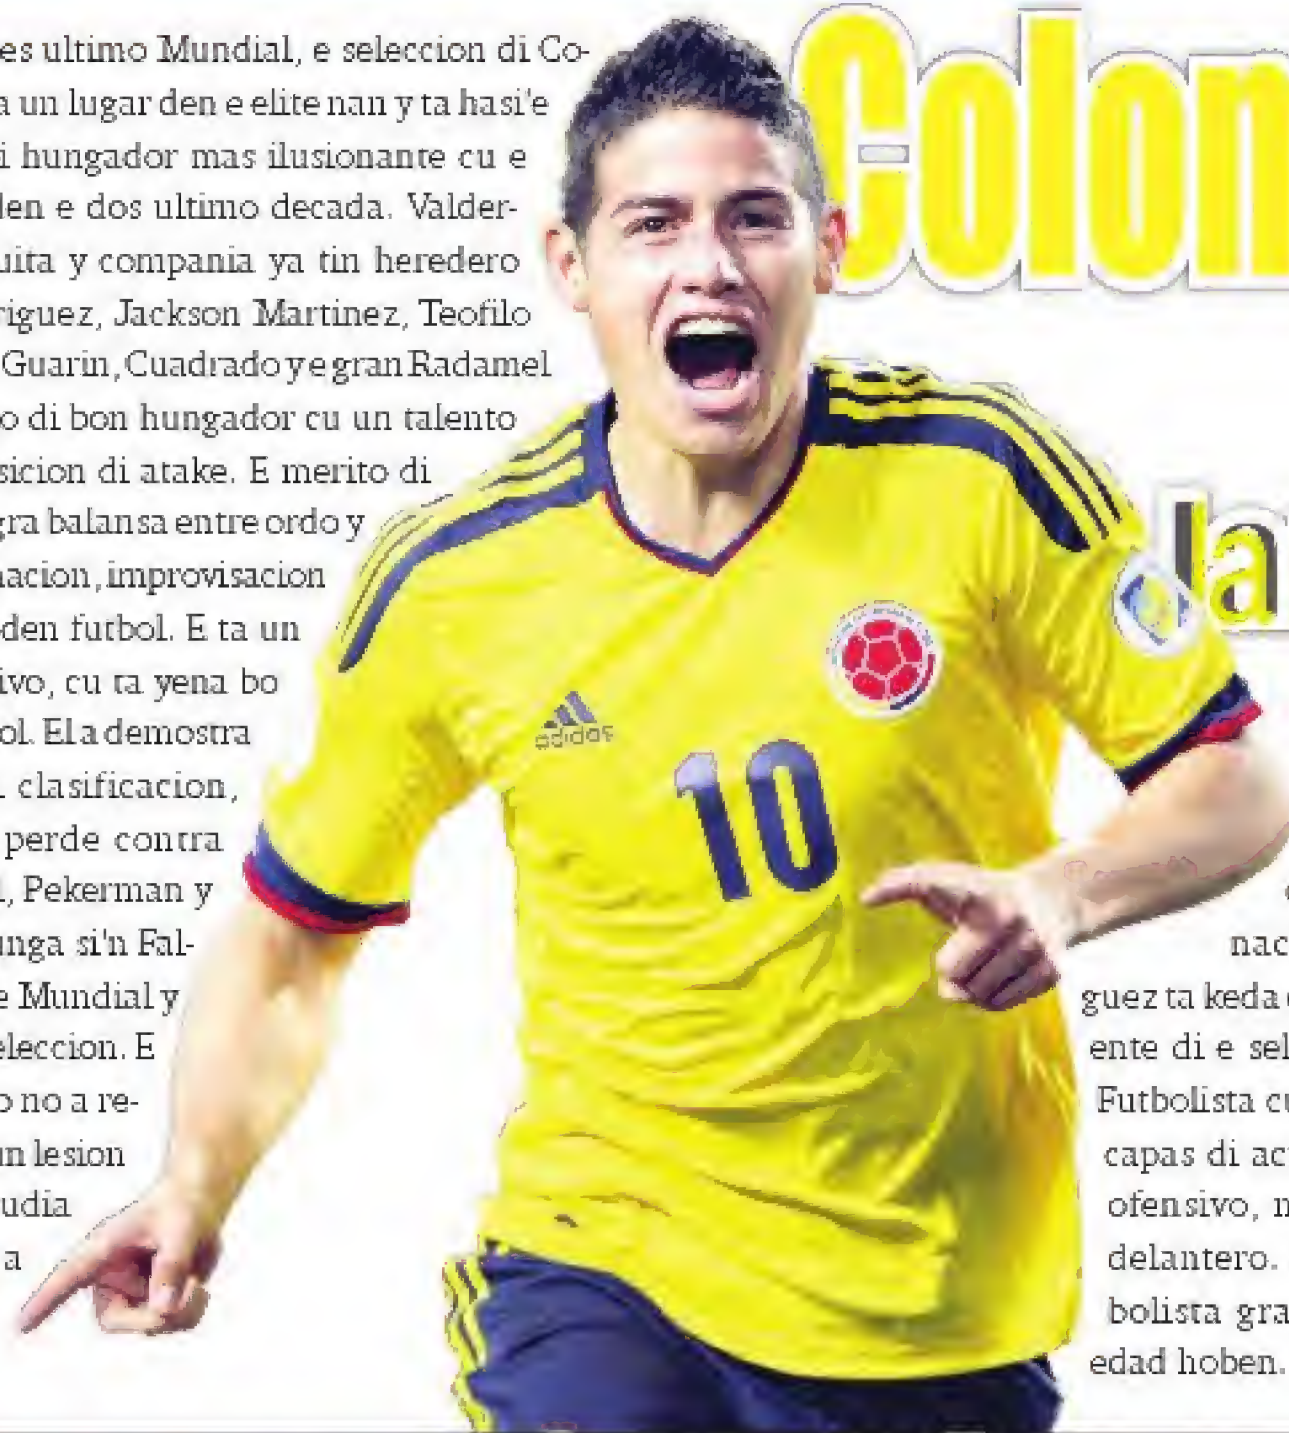 es ultimo Mundial, e seleccion di Co-
a un lugar den e elite nan y ta hasi'e
i hungador mas ilusionante cu e
den e dos ultimo decada. Valder-
uita y compania ya tin heredero
riguez, Jackson Martinez, Teofilo
Guarin, Cuadrado y e gran Radamel
o di bon hungador cu un talento
sicion di atake. E merito di
gra balansa entre ordo y
nacion, improvisacion
den futbol. E ta un
ivo, cu ta yena bo
ol. El a demostra
clasificacion,
perde contra
l, Pekerman y
unga si'n Fal-
e Mundial y
eleccion. E
o no a re-
un lesion
udia
a
Colon
la
adidas
10
nac
guez ta keda
ente di e sel
Futbolista cu
capas di ac
ofensivo, n
delantero.
bolista gra
edad hoben.